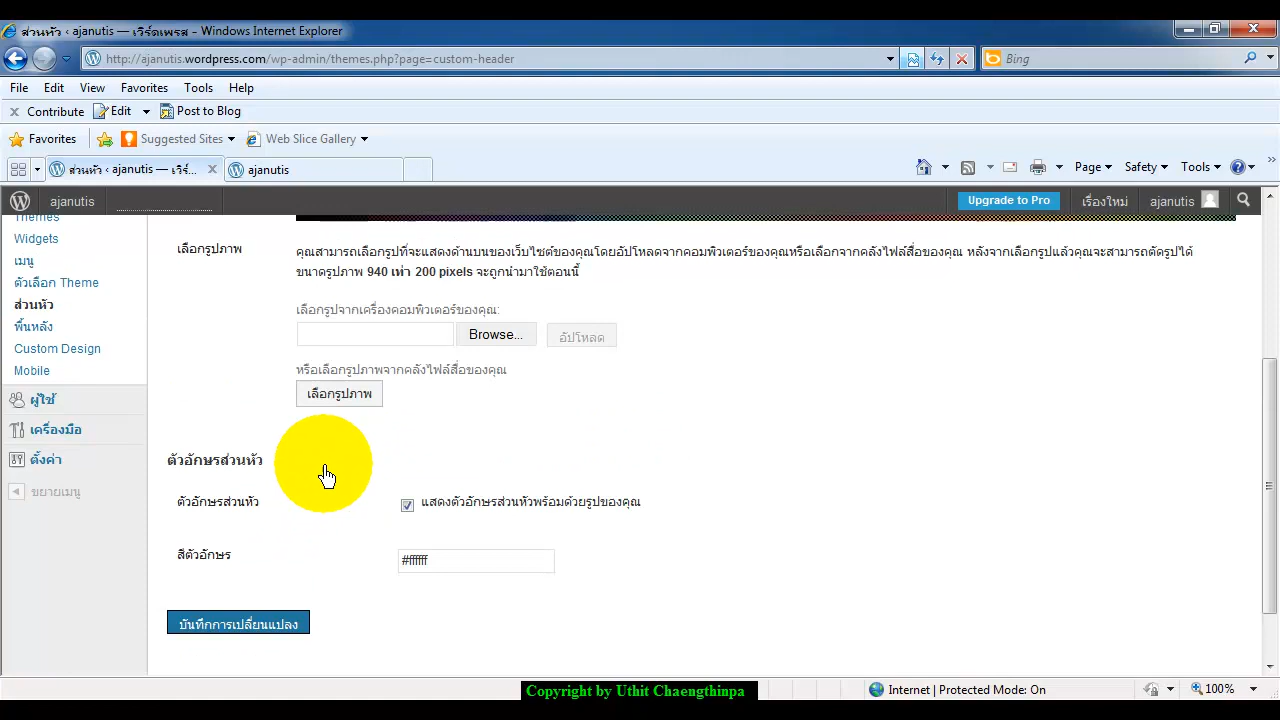 ส่วนหัว ‹ ajanutis — เวิร์ดเพรส - Windows Internet Explorer
http://ajanutis.wordpress.com/wp-admin/themes.php?page=custom-header
Bing
File Edit View Favorites Tools Help
Contribute Edit Post to Blog
Favorites Suggested Sites Web Slice Gallery
ส่วนหัว ‹ ajanutis — เวิร์... ajanutis Page Safety Tools
ajanutis Upgrade to Pro เรื่องใหม่ ajanutis
Themes
Widgets
เมนู
ตัวเลือก Theme
ส่วนหัว
พื้นหลัง
Custom Design
Mobile
ผู้ใช้
เครื่องมือ
ตั้งค่า
ขยายเมนู
เลือกรูปภาพ
คุณสามารถเลือกรูปที่จะแสดงด้านบนของเว็บไซต์ของคุณโดยอัปโหลดจากคอมพิวเตอร์ของคุณหรือเลือกจากคลังไฟล์สื่อของคุณ หลังจากเลือกรูปแล้วคุณจะสามารถตัดรูปได้
ขนาดรูปภาพ 940 เท่า 200 pixels จะถูกนำมาใช้ตอนนี้
เลือกรูปจากเครื่องคอมพิวเตอร์ของคุณ:
Browse... อัปโหลด
หรือเลือกรูปภาพจากคลังไฟล์สื่อของคุณ
เลือกรูปภาพ
ตัวอักษรส่วนหัว
ตัวอักษรส่วนหัว แสดงตัวอักษรส่วนหัวพร้อมด้วยรูปของคุณ
สีตัวอักษร #ffffff
บันทึกการเปลี่ยนแปลง
Copyright by Uthit Chaengthinpa
Internet | Protected Mode: On 100%